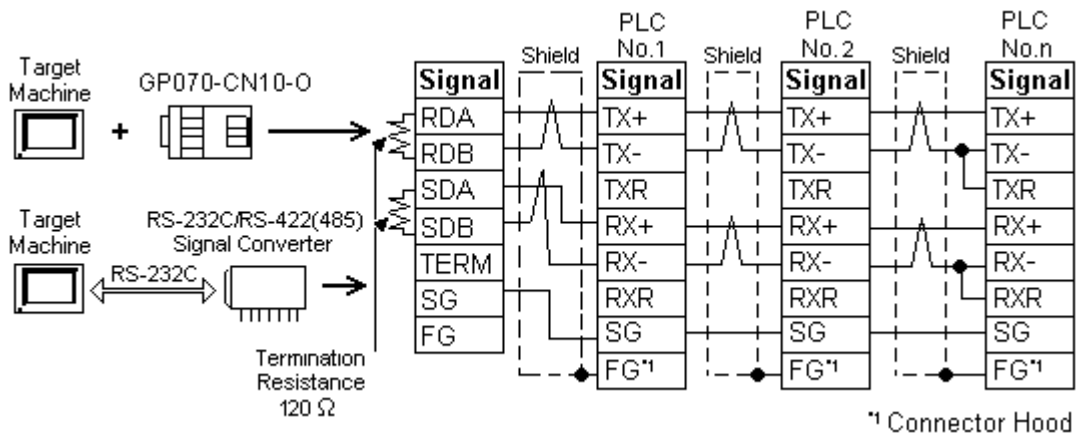 Target
Machine
+
GP070-CN10-O
Target
Machine
RS-232C
RS-232C/RS-422(485)
Signal Converter
Termination
Resistance
120 Ω
Signal
RDA
RDB
SDA
SDB
TERM
SG
FG
Shield
PLC
No.1
Signal
TX+
TX-
TXR
RX+
RX-
RXR
SG
FG*1
Shield
PLC
No.2
Signal
TX+
TX-
TXR
RX+
RX-
RXR
SG
FG*1
Shield
PLC
No.n
Signal
TX+
TX-
TXR
RX+
RX-
RXR
SG
FG*1
*1 Connector Hood